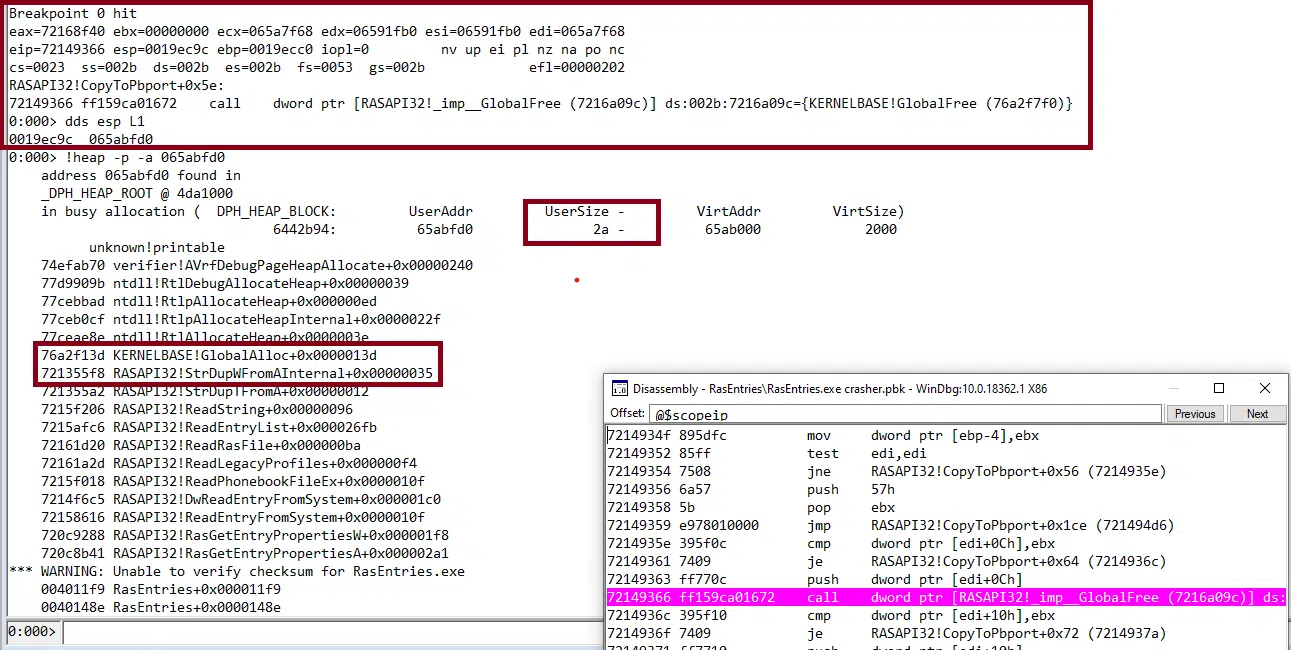 Breakpoint 0 hit
eax=72168f40 ebx=00000000 ecx=065a7f68 edx=06591fb0 esi=06591fb0 edi=065a7f68
eip=72149366 esp=0019ec9c ebp=0019ecc0 iopl=0         nv up ei pl nz na po nc
cs=0023  ss=002b  ds=002b  es=002b  fs=0053  gs=002b             efl=00000202
RASAPI32!CopyToPbport+0x5e:
72149366 ff159ca01672    call    dword ptr [RASAPI32!_imp__GlobalFree (7216a09c)] ds:002b:7216a09c={KERNELBASE!GlobalFree (76a2f7f0)}
0:000> dds esp L1
0019ec9c  065abfd0
0:000> !heap -p -a 065abfd0
address 065abfd0 found in
_DPH_HEAP_ROOT @ 4da1000
in busy allocation (  DPH_HEAP_BLOCK:         UserAddr         UserSize -         VirtAddr         VirtSize)
6442b94:          65abfd0               2a -          65ab000             2000
unknown!printable
74efab70 verifier!AVrfDebugPageHeapAllocate+0x00000240
77d9909b ntdll!RtlDebugAllocateHeap+0x00000039
77cebbad ntdll!RtlpAllocateHeap+0x000000ed
77ceb0cf ntdll!RtlpAllocateHeapInternal+0x0000022f
77ceae8e ntdll!RtlAllocateHeap+0x0000003e
76a2f13d KERNELBASE!GlobalAlloc+0x0000013d
721355f8 RASAPI32!StrDupWFromAInternal+0x00000035
721355a2 RASAPI32!StrDupTFromA+0x00000012
7215f206 RASAPI32!ReadString+0x00000096
7215afc6 RASAPI32!ReadEntryList+0x000026fb
72161d20 RASAPI32!ReadRasFile+0x000000ba
72161a2d RASAPI32!ReadLegacyProfiles+0x000000f4
7215f018 RASAPI32!ReadPhonebookFileEx+0x0000010f
7214f6c5 RASAPI32!DwReadEntryFromSystem+0x000001c0
72158616 RASAPI32!ReadEntryFromSystem+0x0000010f
720c9288 RASAPI32!RasGetEntryPropertiesW+0x000001f8
720c8b41 RASAPI32!RasGetEntryPropertiesA+0x000002a1
*** WARNING: Unable to verify checksum for RasEntries.exe
004011f9 RasEntries+0x000011f9
0040148e RasEntries+0x0000148e
0:000>
Disassembly - RasEntries\RasEntries.exe crasher.pbk - WinDbg:10.0.18362.1 X86
Offset: @$scopeip Previous Next
7214934f 895dfc          mov     dword ptr [ebp-4],ebx
72149352 85ff            test    edi,edi
72149354 7508            jne     RASAPI32!CopyToPbport+0x56 (7214935e)
72149356 6a57            push    57h
72149358 5b              pop     ebx
72149359 e978010000      jmp     RASAPI32!CopyToPbport+0x1ce (721494d6)
7214935e 395f0c          cmp     dword ptr [edi+0Ch],ebx
72149361 7409            je      RASAPI32!CopyToPbport+0x64 (7214936c)
72149363 ff770c          push    dword ptr [edi+0Ch]
72149366 ff159ca01672    call    dword ptr [RASAPI32!_imp__GlobalFree (7216a09c)] ds:
7214936c 395f10          cmp     dword ptr [edi+10h],ebx
7214936f 7409            je      RASAPI32!CopyToPbport+0x72 (7214937a)
72149371 ff7710          push    dword ptr [edi+10h]